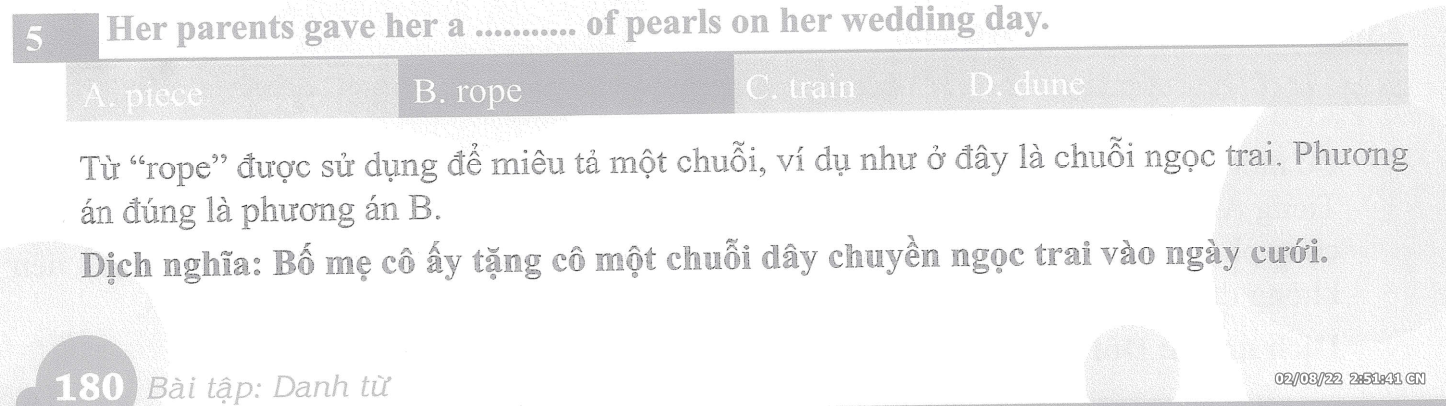 5 Her parents gave her a ........... of pearls on her wedding day.
A. piece B. rope C. train D. dune
Từ “rope” được sử dụng để miêu tả một chuỗi, ví dụ như ở đây là chuỗi ngọc trai. Phương
án đúng là phương án B.
Dịch nghĩa: Bố mẹ cô ấy tặng cô một chuỗi dây chuyền ngọc trai vào ngày cưới.
180 Bài tập: Danh từ
02/08/22 2:51:41 CN